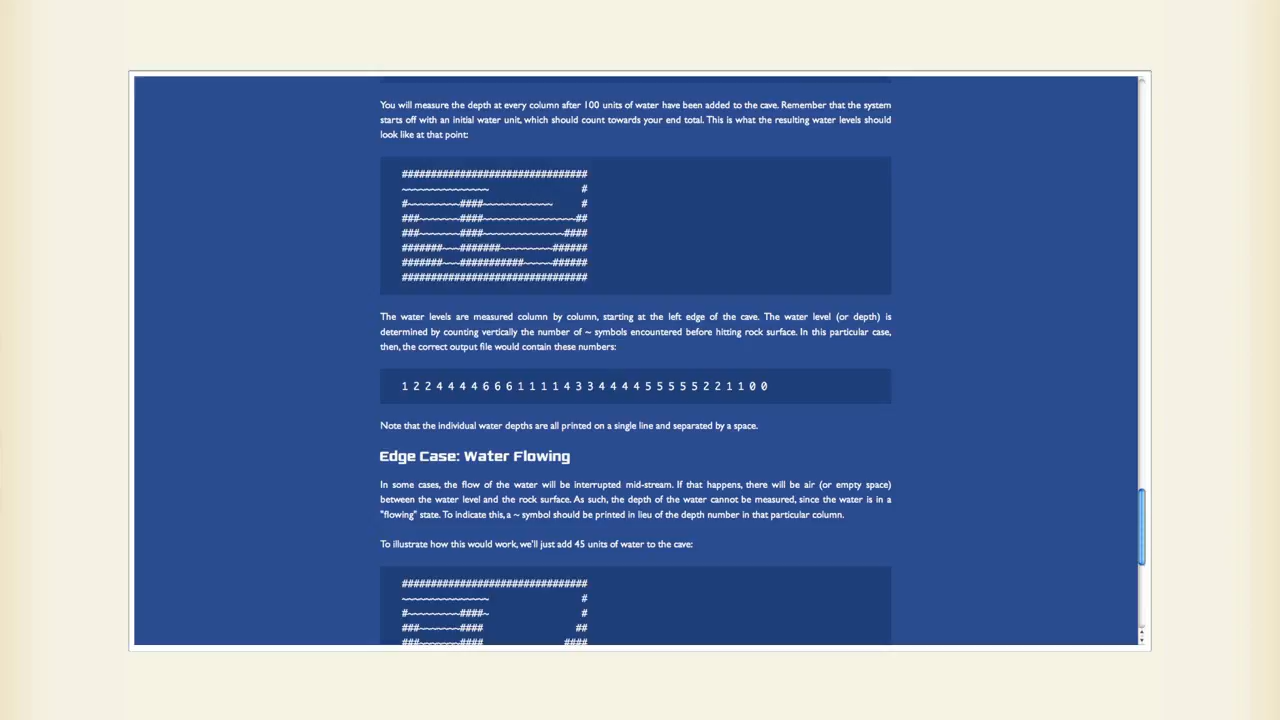 You will measure the depth at every column after 100 units of water have been added to the cave. Remember that the system
starts off with an initial water unit, which should count towards your end total. This is what the resulting water levels should
look like at that point:
################################
~~~~~~~~~~~~~~~                #
#~~~~~~~~~####~~~~~~~~~~~~     #
###~~~~~~~####~~~~~~~~~~~~~~~~##
###~~~~~~~####~~~~~~~~~~~~~~####
#######~~~#######~~~~~~~~~######
#######~~~###########~~~~~######
################################
The water levels are measured column by column, starting at the left edge of the cave. The water level (or depth) is
determined by counting vertically the number of ~ symbols encountered before hitting rock surface. In this particular case,
then, the correct output file would contain these numbers:
1 2 2 4 4 4 4 6 6 6 1 1 1 1 4 3 3 4 4 4 4 5 5 5 5 5 2 2 1 1 0 0
Note that the individual water depths are all printed on a single line and separated by a space.
Edge Case: Water Flowing
In some cases, the flow of the water will be interrupted mid-stream. If that happens, there will be air (or empty space)
between the water level and the rock surface. As such, the depth of the water cannot be measured, since the water is in a
"flowing" state. To indicate this, a ~ symbol should be printed in lieu of the depth number in that particular column.
To illustrate how this would work, we'll just add 45 units of water to the cave:
################################
~~~~~~~~~~~~~~~                #
#~~~~~~~~~####~                #
###~~~~~~~####                ##
###~~~~~~~####              ####